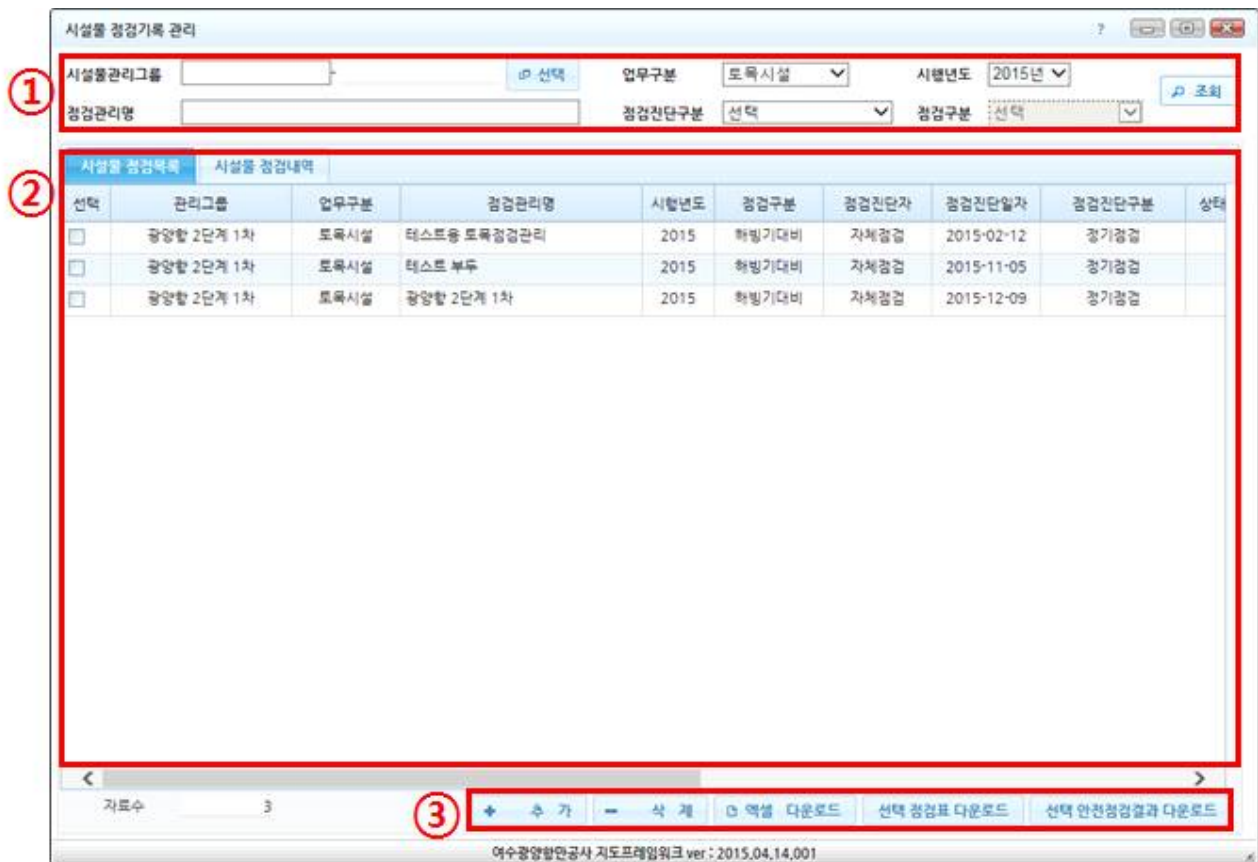 시설물 점검기록 관리 ?
① 시설물관리그룹 - 선택 업무구분 토목시설 시행년도 2015년 조회
점검관리명 점검진단구분 선택 점검구분 선택
② 시설물 점검목록 시설물 점검내역
선택 관리그룹 업무구분 점검관리명 시행년도 점검구분 점검진단자 점검진단일자 점검진단구분 상태
광양항 2단계 1차 토목시설 테스트용 토목점검관리 2015 해빙기대비 자체점검 2015-02-12 정기점검
광양항 2단계 1차 토목시설 테스트 부두 2015 해빙기대비 자체점검 2015-11-05 정기점검
광양항 2단계 1차 토목시설 광양항 2단계 1차 2015 해빙기대비 자체점검 2015-12-09 정기점검
자료수 3 ③ 추 가 삭 제 엑셀 다운로드 선택 점검표 다운로드 선택 안전점검결과 다운로드
여수광양항만공사 지도프레임워크 ver : 2015.04.14.001